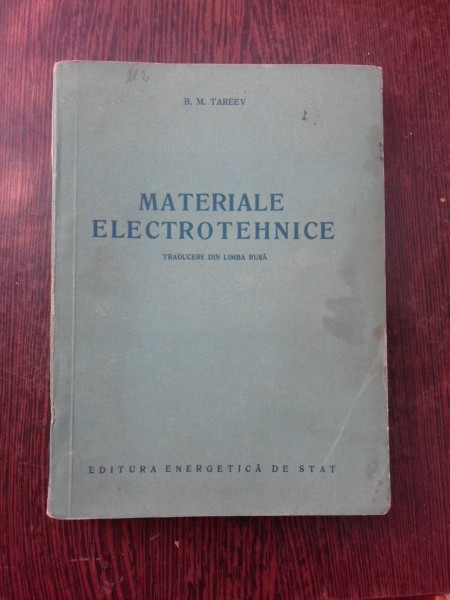 B. M. TAREEV
MATERIALE
ELECTROTEHNICE
TRADUCERE DIN LIMBA RUSĂ
EDITURA ENERGETICĂ DE STAT